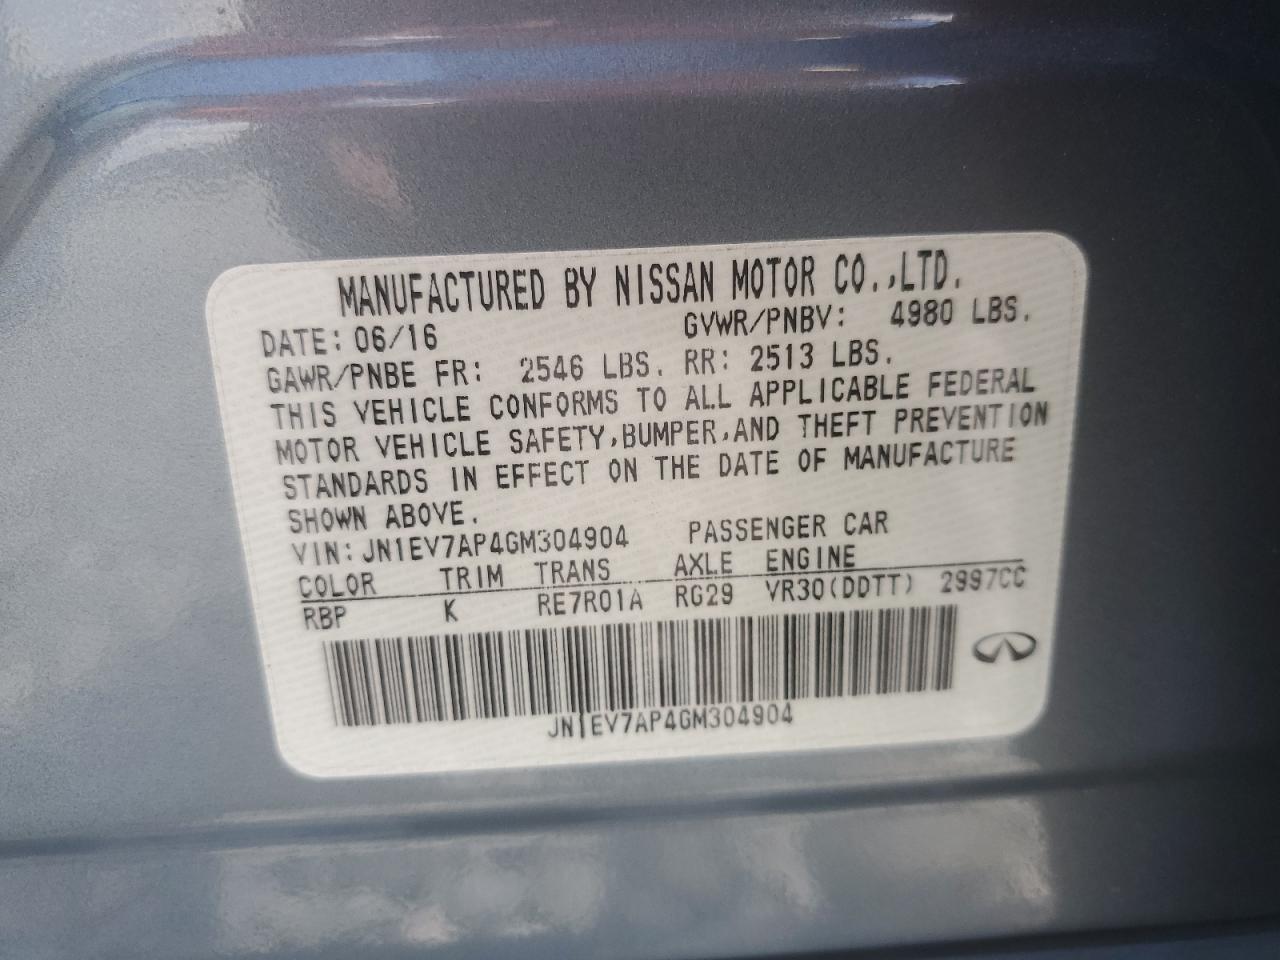 MANUFACTURED BY NISSAN MOTOR CO.,LTD.
DATE: 06/16 GVWR/PNBV: 4980 LBS.
GAWR/PNBE FR: 2546 LBS. RR: 2513 LBS.
THIS VEHICLE CONFORMS TO ALL APPLICABLE FEDERAL
MOTOR VEHICLE SAFETY,BUMPER,AND THEFT PREVENTION
STANDARDS IN EFFECT ON THE DATE OF MANUFACTURE
SHOWN ABOVE.
VIN: JN1EV7AP4GM304904 PASSENGER CAR
COLOR TRIM TRANS AXLE ENGINE
RBP K RE7R01A RG29 VR30(DDTT) 2997CC
JN1EV7AP4GM304904